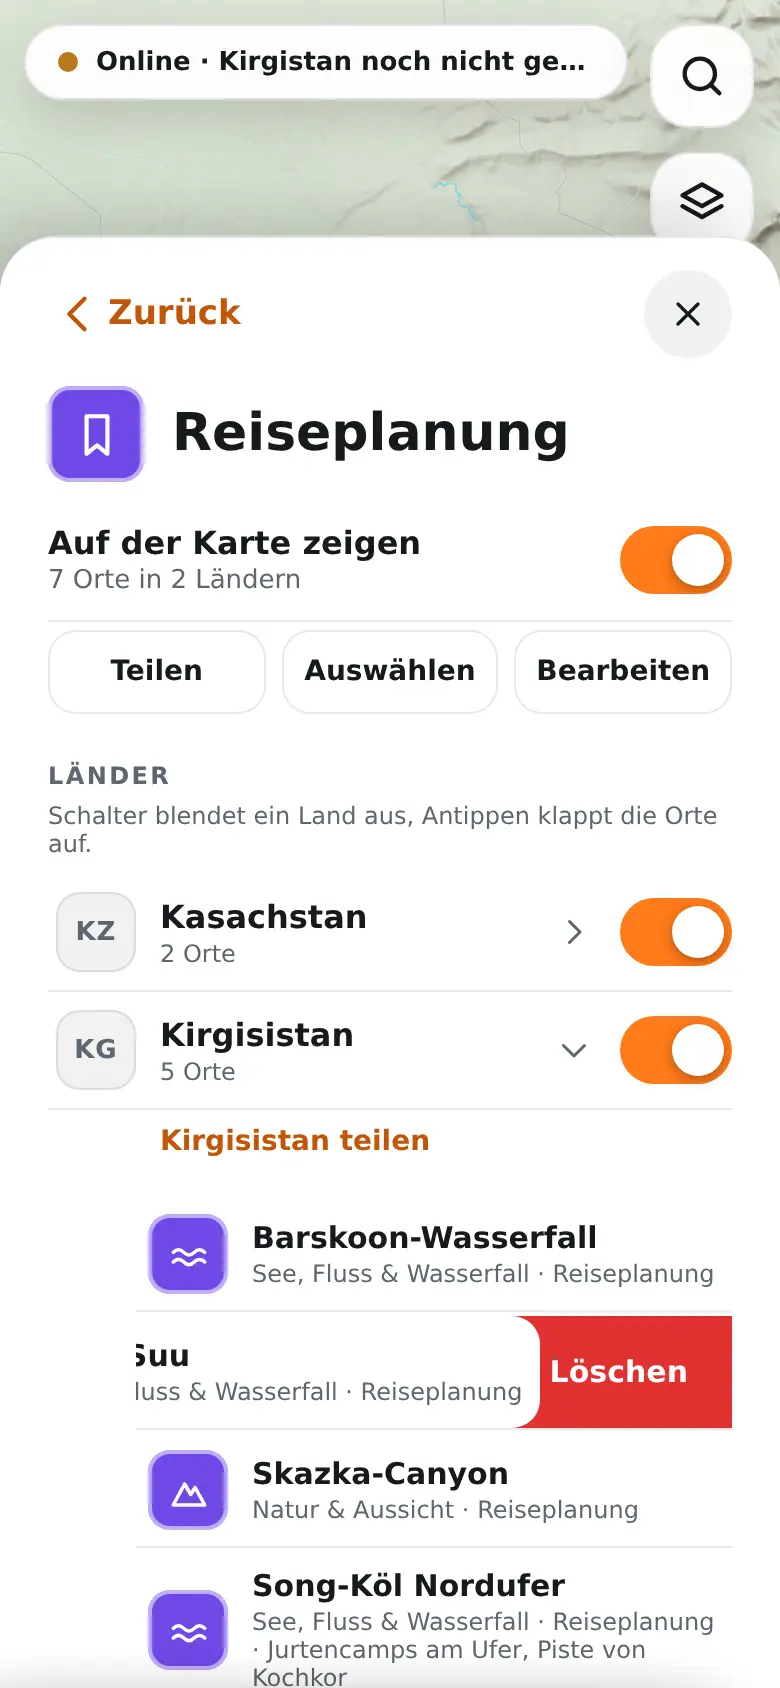 Online · Kirgistan noch nicht ge…
Zurück
Reiseplanung
Auf der Karte zeigen
7 Orte in 2 Ländern
Teilen
Auswählen
Bearbeiten
LÄNDER
Schalter blendet ein Land aus, Antippen klappt die Orte
auf.
KZ
Kasachstan
2 Orte
KG
Kirgisistan
5 Orte
Kirgisistan teilen
Barskoon-Wasserfall
See, Fluss & Wasserfall · Reiseplanung
Suu
luss & Wasserfall · Reiseplanung
Löschen
Skazka-Canyon
Natur & Aussicht · Reiseplanung
Song-Köl Nordufer
See, Fluss & Wasserfall · Reiseplanung
· Jurtencamps am Ufer, Piste von
Kochkor